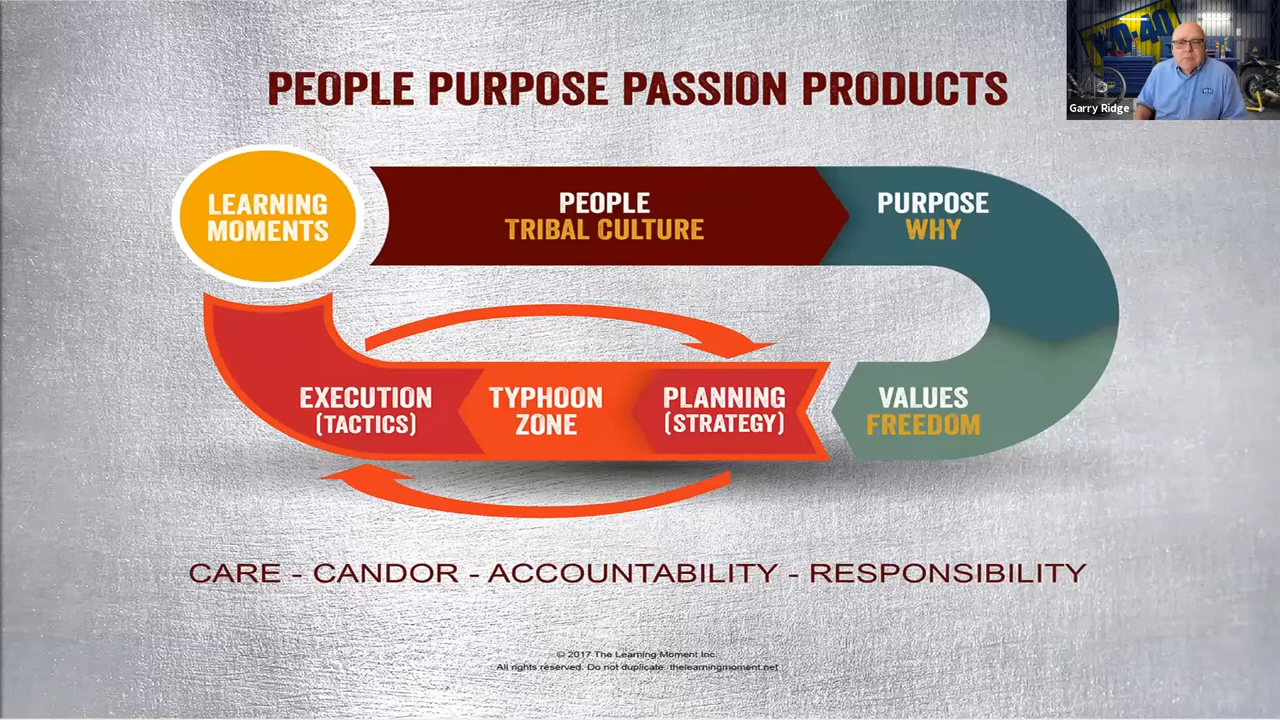 PEOPLE PURPOSE PASSION PRODUCTS
Garry Ridge
LEARNING
MOMENTS
PEOPLE
TRIBAL CULTURE
PURPOSE
WHY
EXECUTION
(TACTICS)
TYPHOON
ZONE
PLANNING
(STRATEGY)
VALUES
FREEDOM
CARE - CANDOR - ACCOUNTABILITY - RESPONSIBILITY
© 2017 The Learning Moment Inc.
All rights reserved. Do not duplicate. thelearningmoment.net